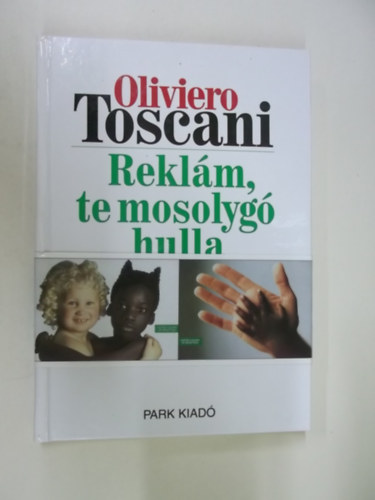 Oliviero
Toscani
Reklám,
te mosolygó
hulla
PARK KIADÓ